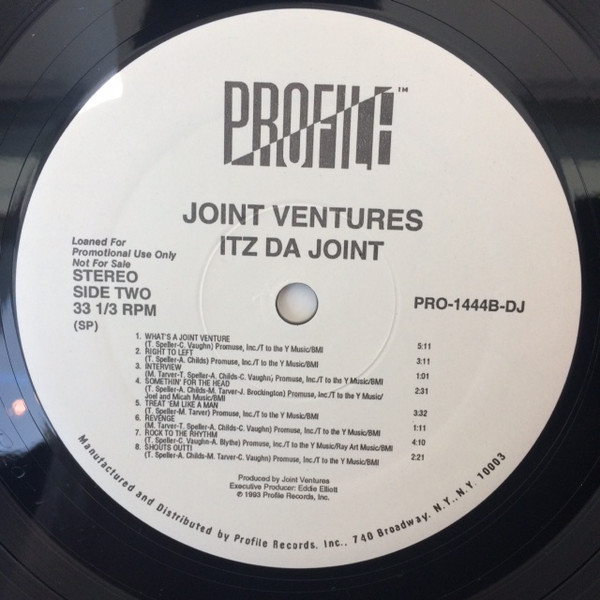 PROFILE™
JOINT VENTURES
ITZ DA JOINT
Loaned For
Promotional Use Only
Not For Sale
STEREO
SIDE TWO
33 1/3 RPM
(SP)
PRO-1444B-DJ
1. WHAT'S A JOINT VENTURE
(T. Speller-C. Vaughn) Promuse, Inc./T to the Y Music/BMI 5:11
2. RIGHT TO LEFT
(T. Speller-A. Childs) Promuse, Inc./T to the Y Music/BMI 3:11
3. INTERVIEW
(M. Tarver-T. Speller-A. Childs-C. Vaughn) Promuse, Inc./T to the Y Music/BMI 1:01
4. SOMETHIN' FOR THE HEAD
(T. Speller-A. Childs-M. Tarver-J. Brockington) Promuse, Inc./T to the Y Music/ 2:31
Joel and Micah Music/BMI
5. TREAT 'EM LIKE A MAN
(T. Speller-M. Tarver) Promuse, Inc./T to the Y Music/BMI 3:32
6. REVENGE
(M. Tarver-T. Speller-A. Childs-C. Vaughn) Promuse, Inc./T to the Y Music/BMI 1:11
7. ROCK TO THE RHYTHM
(T. Speller-C. Vaughn-A. Blythe) Promuse, Inc./T to the Y Music/Ray Art Music/BMI 4:10
8. SHOUTS OUT!!
(T. Speller-A. Childs-M. Tarver-C. Vaughn) Promuse, Inc./T to the Y Music/BMI 2:21
Produced by Joint Ventures
Executive Producer: Eddie Elliott
℗ 1993 Profile Records, Inc.
Manufactured and Distributed by Profile Records, Inc., 740 Broadway, N.Y., N.Y. 10003